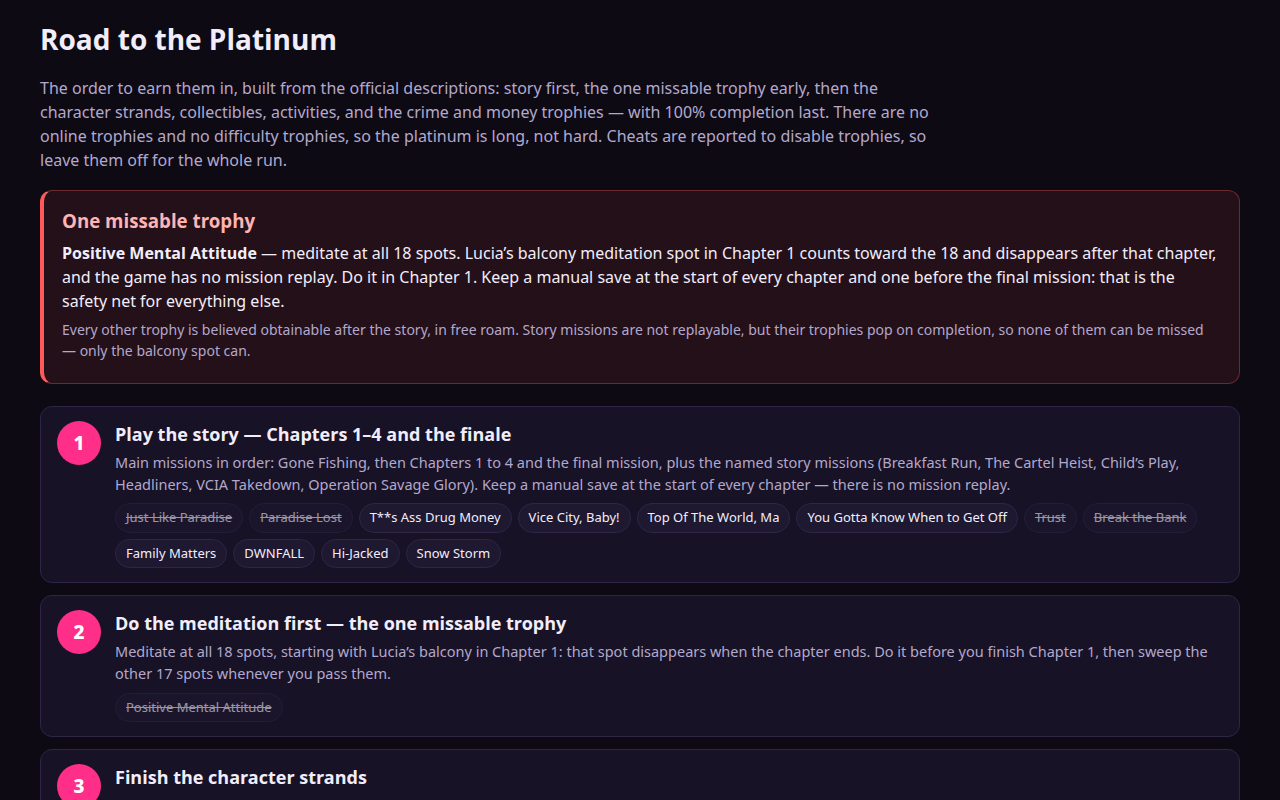 Road to the Platinum
The order to earn them in, built from the official descriptions: story first, the one missable trophy early, then the
character strands, collectibles, activities, and the crime and money trophies — with 100% completion last. There are no
online trophies and no difficulty trophies, so the platinum is long, not hard. Cheats are reported to disable trophies, so
leave them off for the whole run.
One missable trophy
Positive Mental Attitude — meditate at all 18 spots. Lucia’s balcony meditation spot in Chapter 1 counts toward the 18 and disappears after that chapter,
and the game has no mission replay. Do it in Chapter 1. Keep a manual save at the start of every chapter and one before the final mission: that is the
safety net for everything else.
Every other trophy is believed obtainable after the story, in free roam. Story missions are not replayable, but their trophies pop on completion, so none of them can be missed
— only the balcony spot can.
1
Play the story — Chapters 1–4 and the finale
Main missions in order: Gone Fishing, then Chapters 1 to 4 and the final mission, plus the named story missions (Breakfast Run, The Cartel Heist, Child’s Play,
Headliners, VCIA Takedown, Operation Savage Glory). Keep a manual save at the start of every chapter — there is no mission replay.
Just Like Paradise Paradise Lost T**s Ass Drug Money Vice City, Baby! Top Of The World, Ma You Gotta Know When to Get Off Trust Break the Bank
Family Matters DWNFALL Hi-Jacked Snow Storm
2
Do the meditation first — the one missable trophy
Meditate at all 18 spots, starting with Lucia’s balcony in Chapter 1: that spot disappears when the chapter ends. Do it before you finish Chapter 1, then sweep the
other 17 spots whenever you pass them.
Positive Mental Attitude
3
Finish the character strands